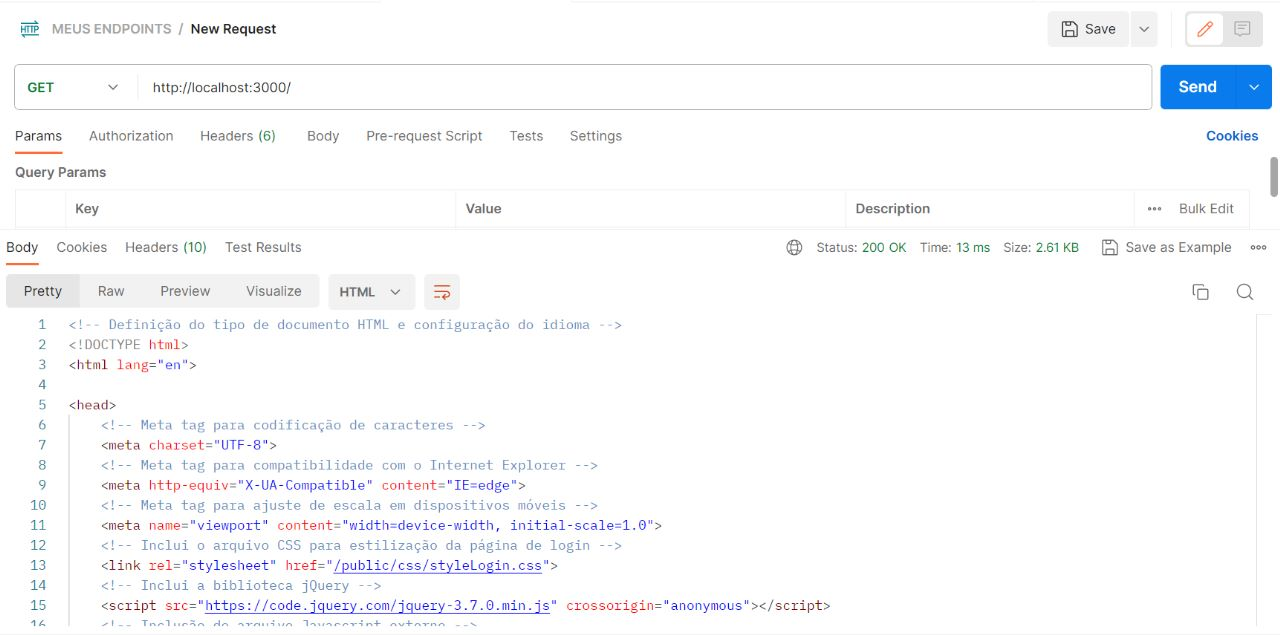 HTTP MEUS ENDPOINTS / New Request Save
GET http://localhost:3000/ Send
Params Authorization Headers (6) Body Pre-request Script Tests Settings Cookies
Query Params
Key Value Description Bulk Edit
Body Cookies Headers (10) Test Results Status: 200 OK Time: 13 ms Size: 2.61 KB Save as Example
Pretty Raw Preview Visualize HTML
1 <!-- Definição do tipo de documento HTML e configuração do idioma -->
2 <!DOCTYPE html>
3 <html lang="en">
4
5 <head>
6 <!-- Meta tag para codificação de caracteres -->
7 <meta charset="UTF-8">
8 <!-- Meta tag para compatibilidade com o Internet Explorer -->
9 <meta http-equiv="X-UA-Compatible" content="IE=edge">
10 <!-- Meta tag para ajuste de escala em dispositivos móveis -->
11 <meta name="viewport" content="width=device-width, initial-scale=1.0">
12 <!-- Inclui o arquivo CSS para estilização da página de login -->
13 <link rel="stylesheet" href="/public/css/styleLogin.css">
14 <!-- Inclui a biblioteca jQuery -->
15 <script src="https://code.jquery.com/jquery-3.7.0.min.js" crossorigin="anonymous"></script>
16 <!-- Inclusão do arquivo Javascript externo -->